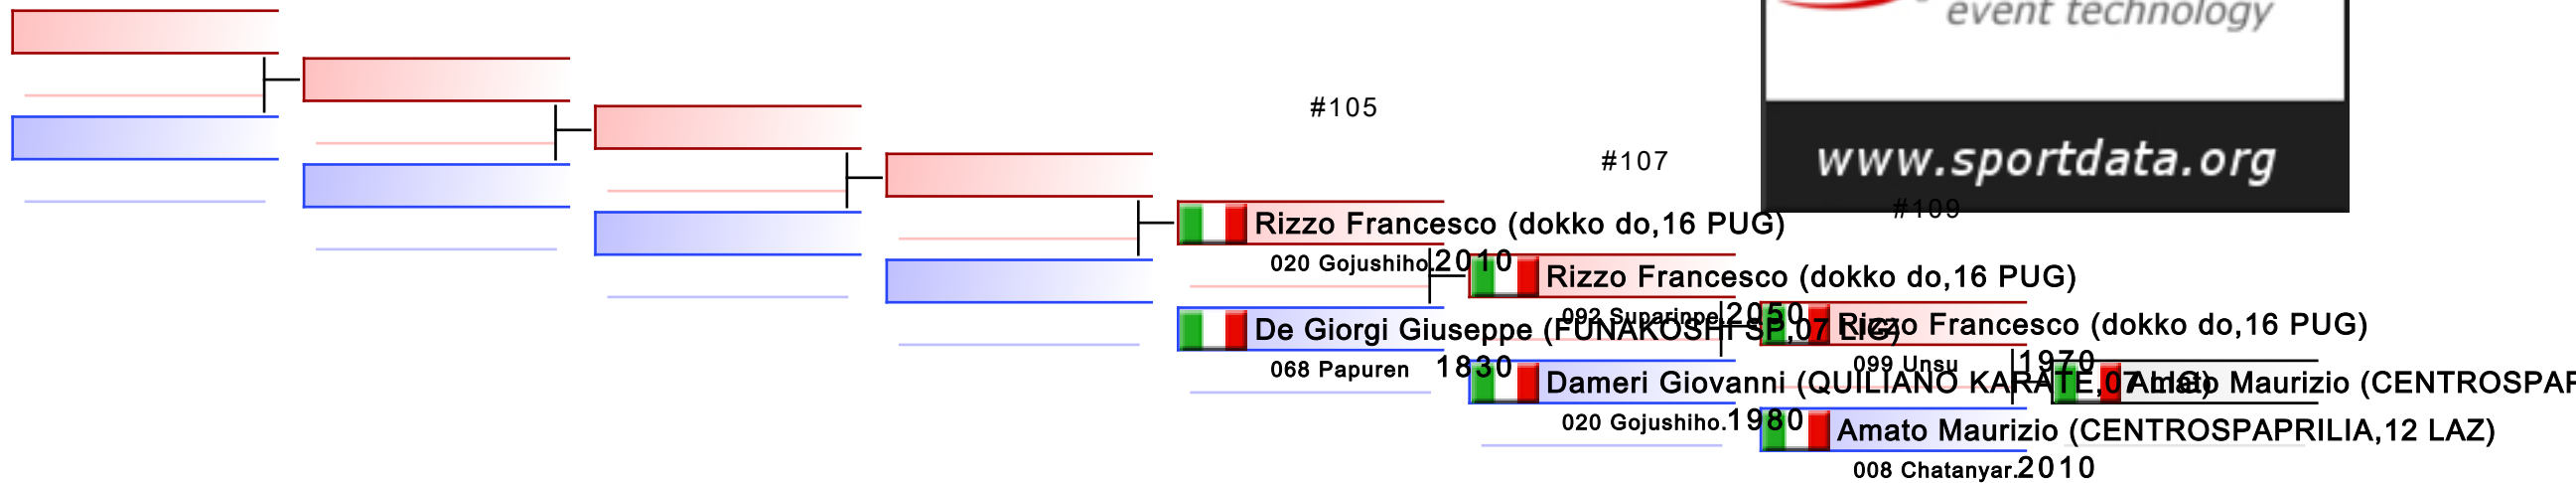 event technology
#105
#107
www.sportdata.org
#109
Rizzo Francesco (dokko do,16 PUG)
020 Gojushiho.2010
Rizzo Francesco (dokko do,16 PUG)
092 Suparinpe.2050
De Giorgi Giuseppe (FUNAKOSHI SP,07 LIG)
Rizzo Francesco (dokko do,16 PUG)
068 Papuren 1830
099 Unsu 1970
Dameri Giovanni (QUILIANO KARATE,07 LIG)
Amato Maurizio (CENTROSPAP
020 Gojushiho.1980
Amato Maurizio (CENTROSPAPRILIA,12 LAZ)
008 Chatanyar.2010